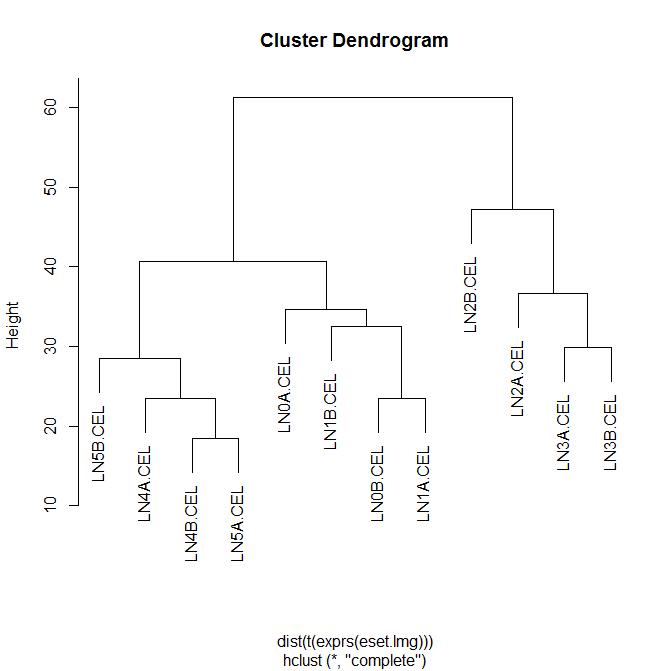 Cluster Dendrogram
Height
60
50
40
30
20
10
LN5B.CEL
LN4A.CEL
LN4B.CEL
LN5A.CEL
LN0A.CEL
LN1B.CEL
LN0B.CEL
LN1A.CEL
LN2B.CEL
LN2A.CEL
LN3A.CEL
LN3B.CEL
dist(t(exprs(eset.lmg)))
hclust (*, "complete")